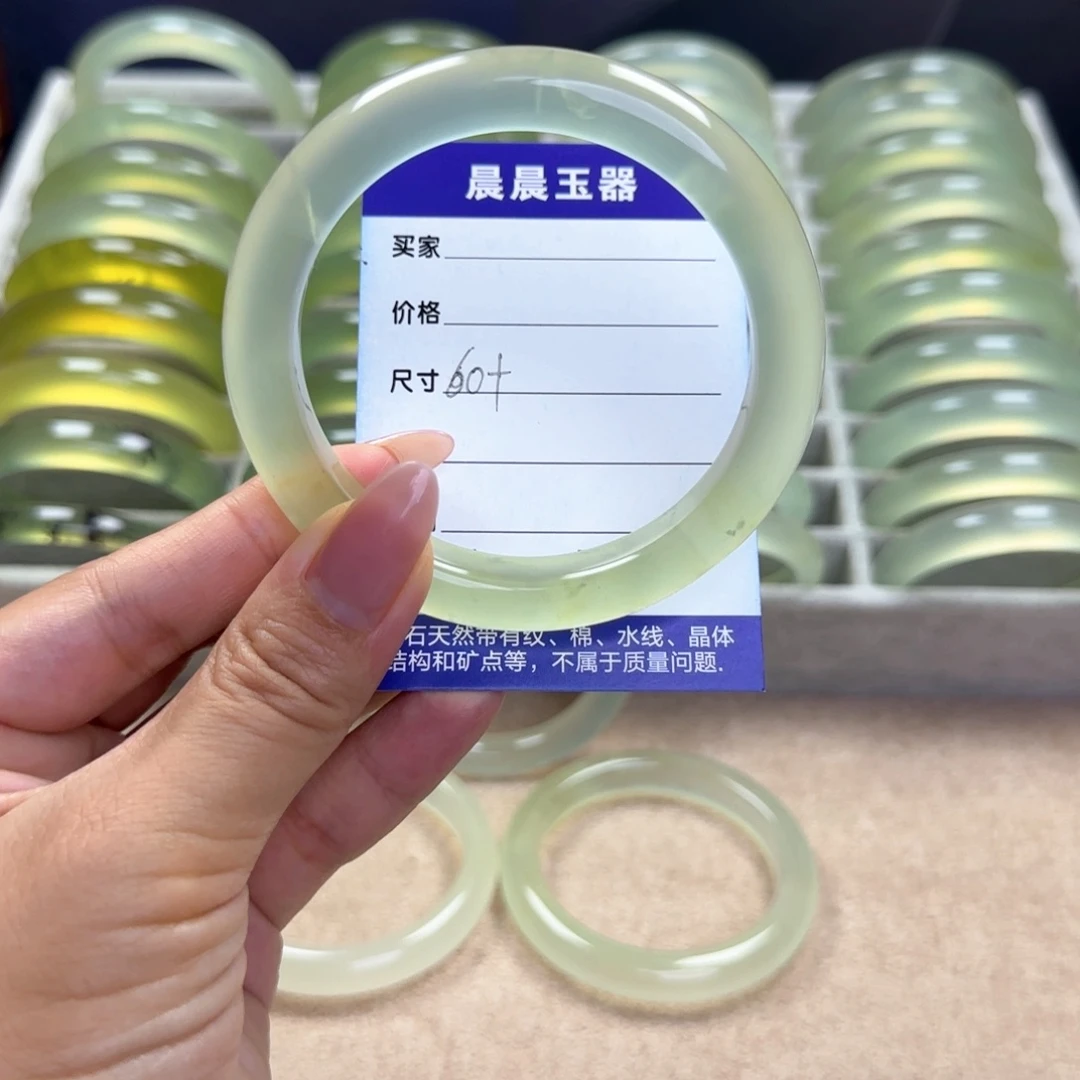 晨晨玉器
买家
价格
尺寸 60+
石天然带有纹、棉、水线、晶体
结构和矿点等，不属于质量问题.